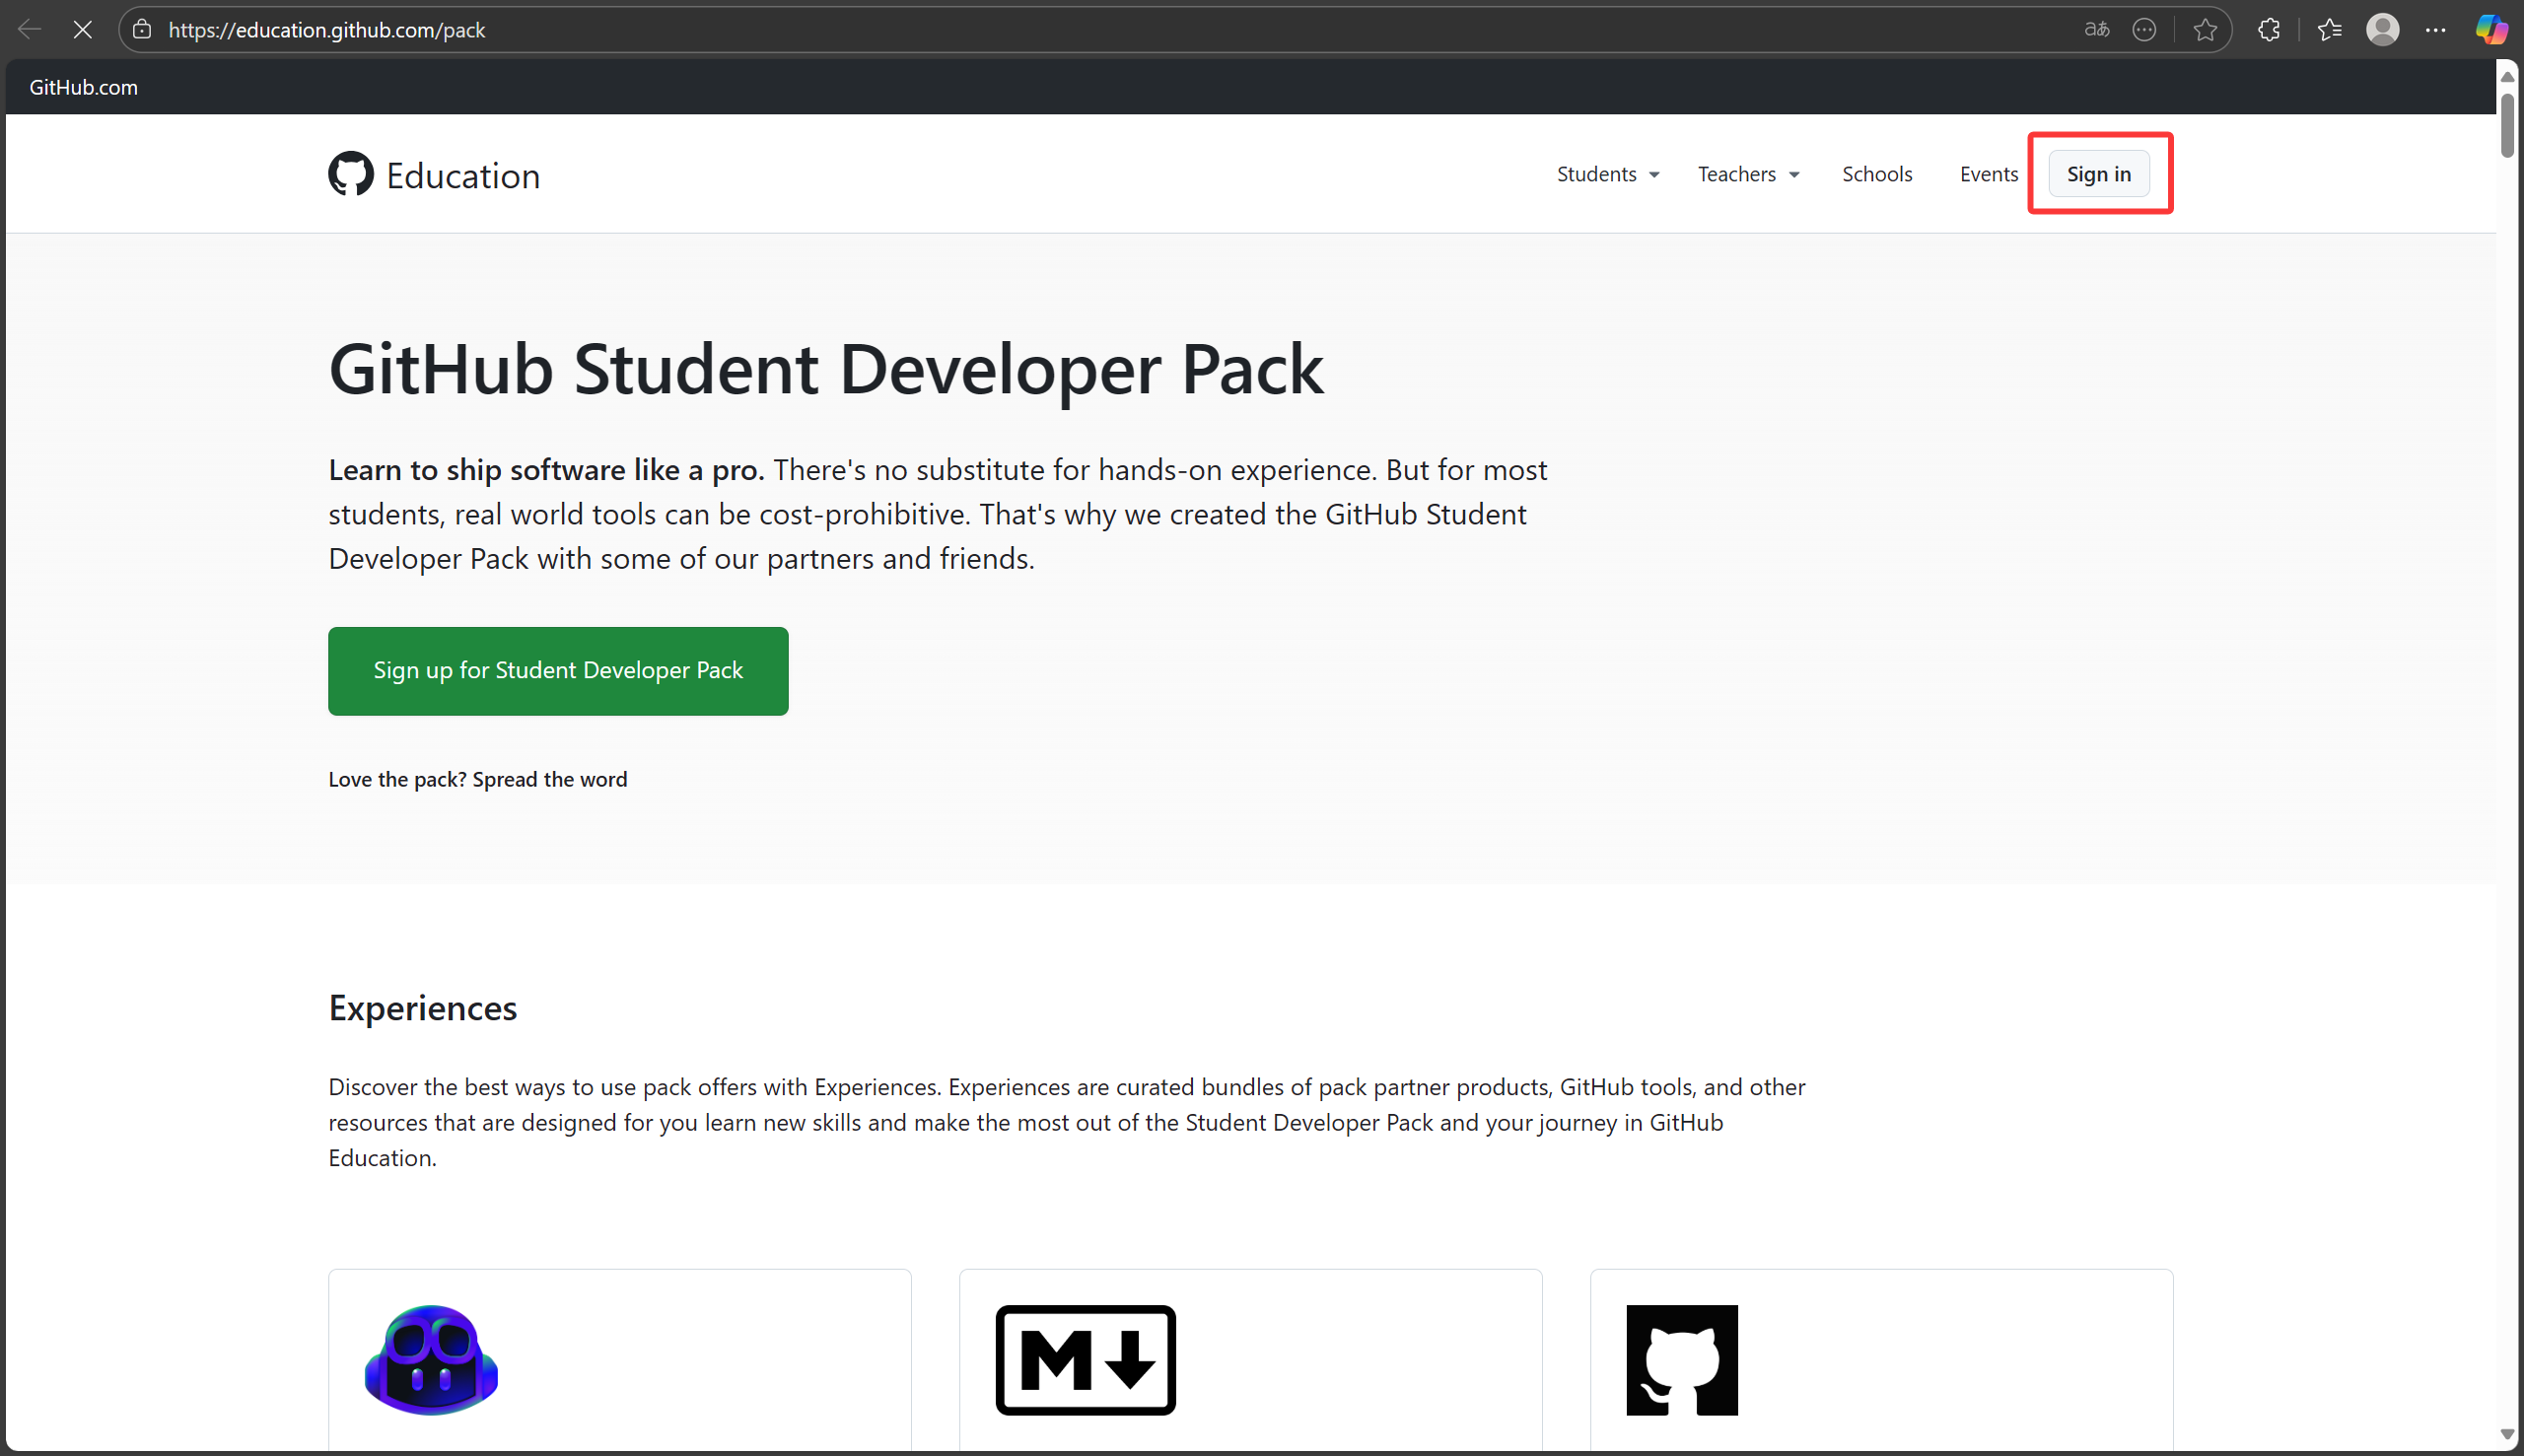 https://education.github.com/pack
aあ
GitHub.com
Education
Students
Teachers
Schools
Events
Sign in
GitHub Student Developer Pack
Learn to ship software like a pro. There's no substitute for hands-on experience. But for most
students, real world tools can be cost-prohibitive. That's why we created the GitHub Student
Developer Pack with some of our partners and friends.
Sign up for Student Developer Pack
Love the pack? Spread the word
Experiences
Discover the best ways to use pack offers with Experiences. Experiences are curated bundles of pack partner products, GitHub tools, and other
resources that are designed for you learn new skills and make the most out of the Student Developer Pack and your journey in GitHub
Education.
M